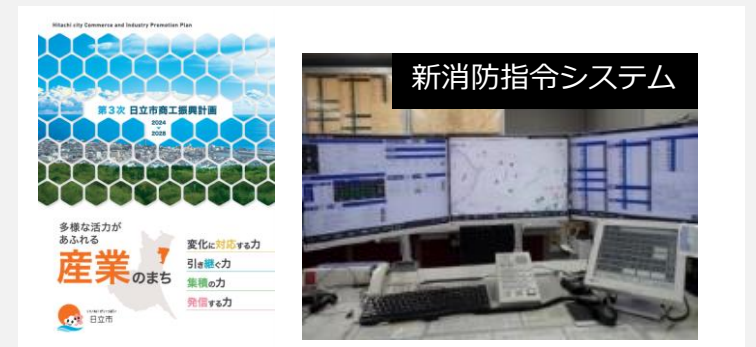 Hitachi city Commerce and Industry Promotion Plan
第3次 日立市商工振興計画
2024
2028
多様な活力が
あふれる
産業のまち
変化に対応する力
引き継ぐ力
集積の力
発信する力
日立市
新消防指令システム